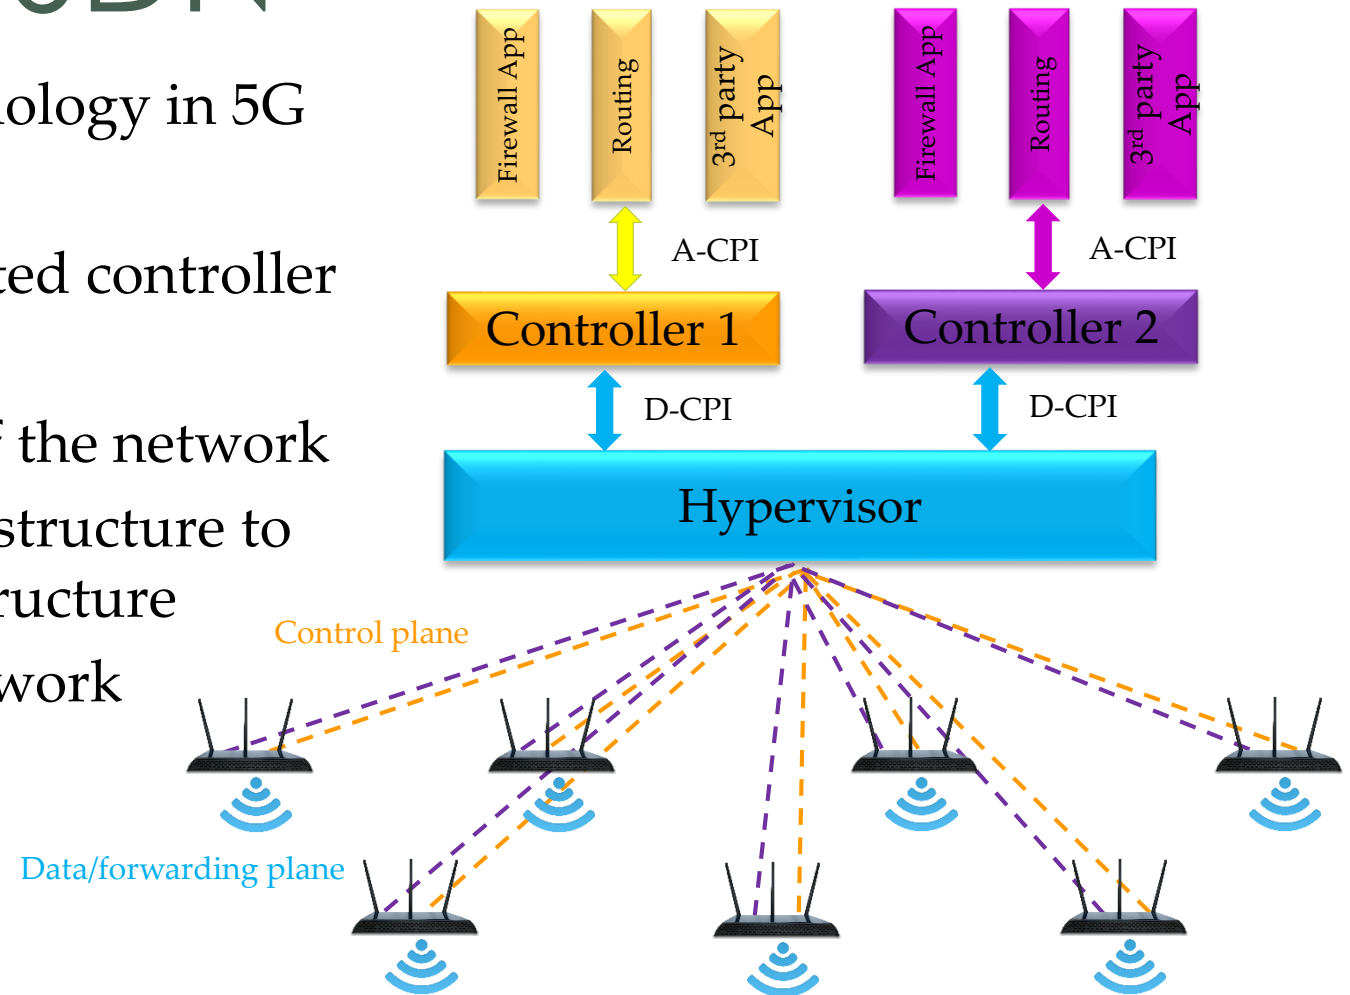 nology in 5G
ted controller
f the network
structure to
ructure
work
Firewall App
Routing
3rd party
App
Firewall App
Routing
3rd party
App
A-CPI
A-CPI
Controller 1
Controller 2
D-CPI
D-CPI
Hypervisor
Control plane
Data/forwarding plane